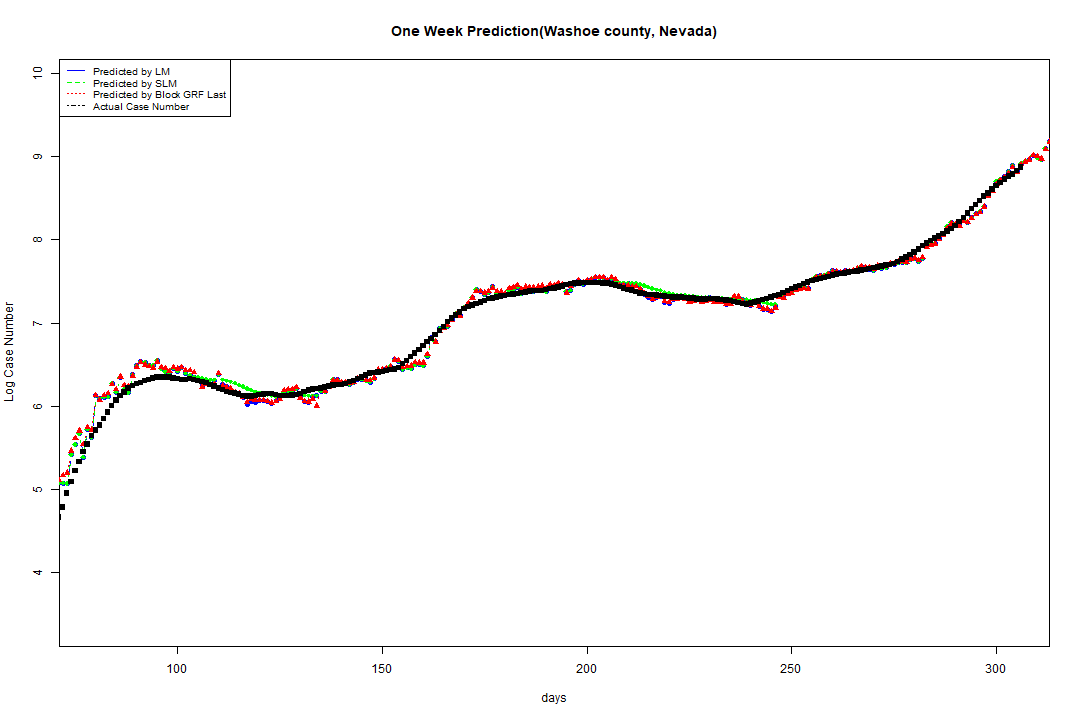 One Week Prediction(Washoe county, Nevada)
Predicted by LM
Predicted by SLM
Predicted by Block GRF Last
Actual Case Number
Log Case Number
10
9
8
7
6
5
4
100
150
200
250
300
days